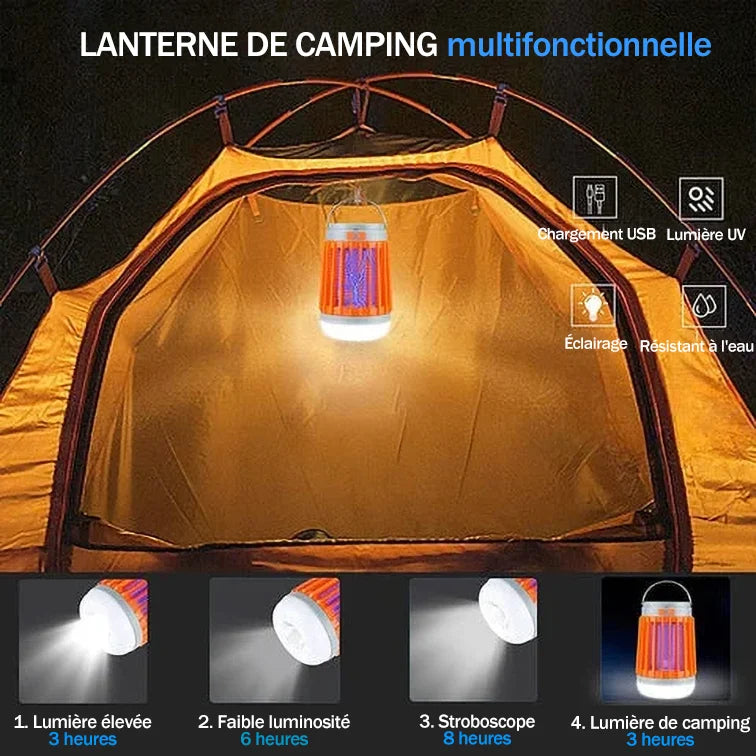 LANTERNE DE CAMPING multifonctionnelle
Chargement USB
Lumière UV
Éclairage
Résistant à l'eau
1. Lumière élevée
3 heures
2. Faible luminosité
6 heures
3. Stroboscope
8 heures
4. Lumière de camping
3 heures